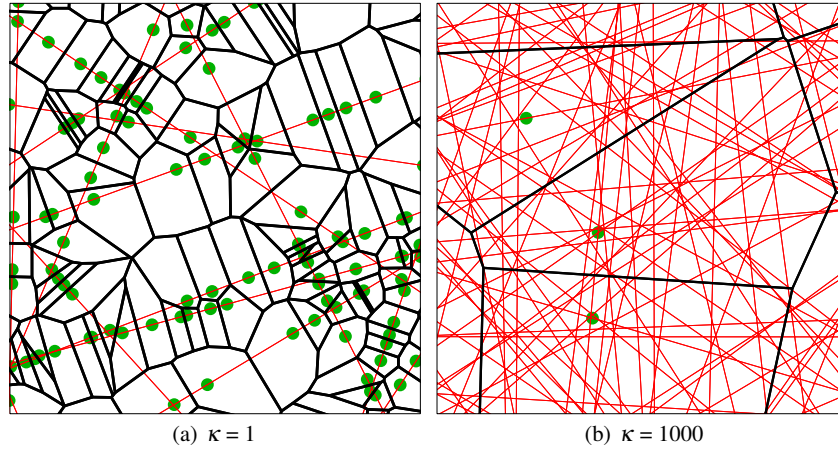 (a) κ = 1
(b) κ = 1000